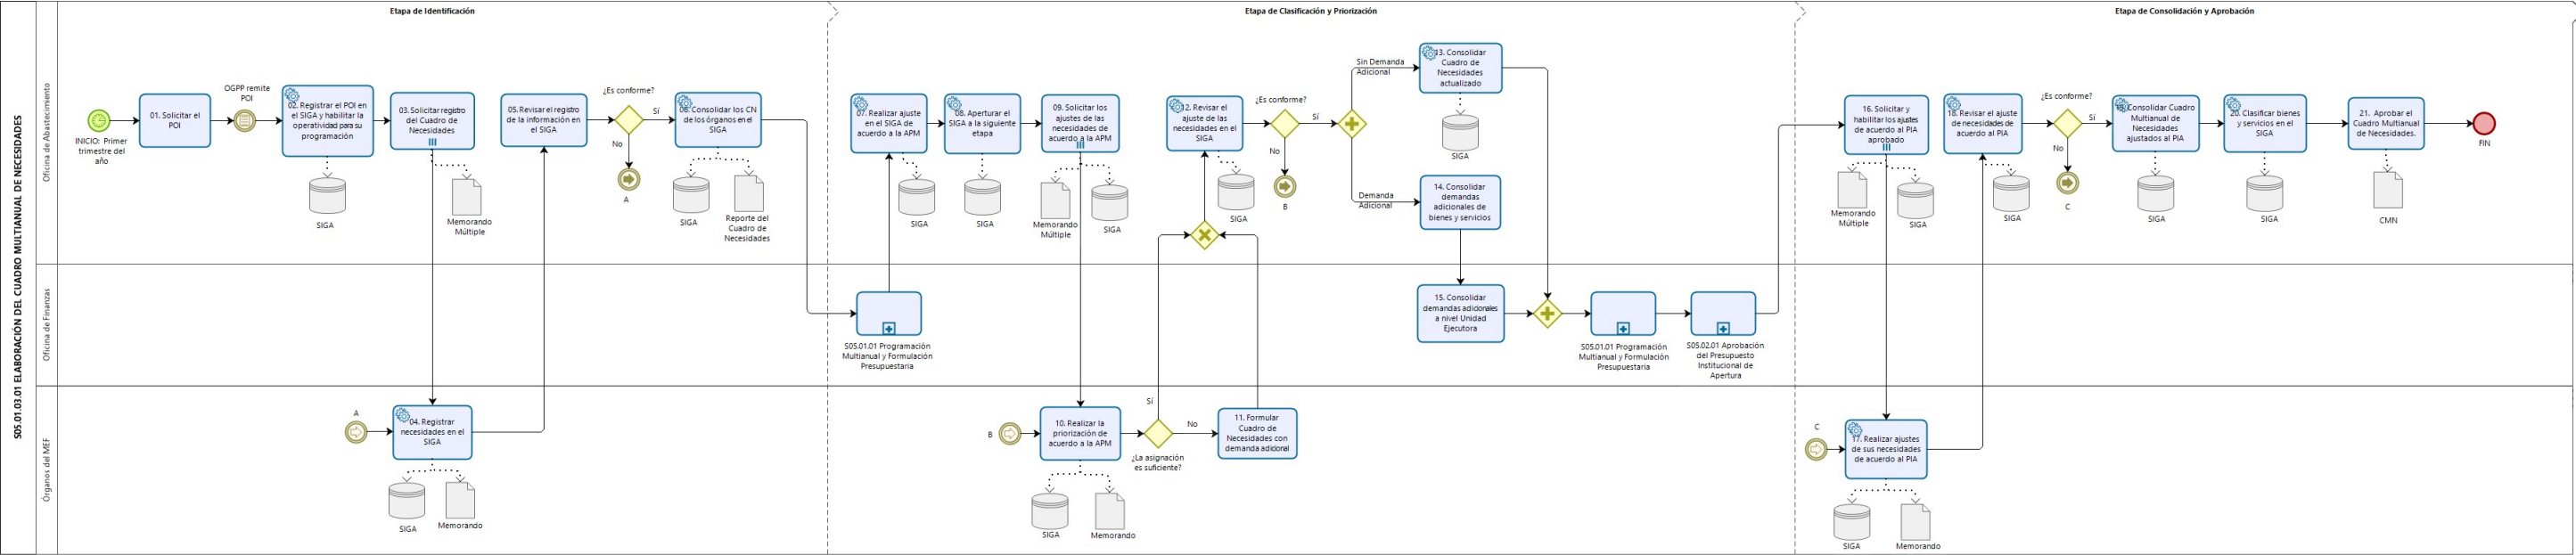 S05.01.03.01 ELABORACIÓN DEL CUADRO MULTIANUAL DE NECESIDADES
Etapa de Identificación
Etapa de Clasificación y Priorización
Etapa de Consolidación y Aprobación
Oficina de Abastecimiento
INICIO: Primer
trimestre del
año
01. Solicitar el
POI
OGPP remite
POI
02. Registrar el POI en
el SIGA y habilitar la
operatividad para su
programación
SIGA
03. Solicitar registro
del Cuadro de
Necesidades
Memorando
Múltiple
05. Revisar el registro
de la información en
el SIGA
¿Es conforme?
Sí
No
A
06. Consolidar los CN
de los órganos en el
SIGA
SIGA
Reporte del
Cuadro de
Necesidades
07. Realizar ajuste
en el SIGA de
acuerdo a la APM
SIGA
08. Aperturar el
SIGA a la siguiente
etapa
SIGA
09. Solicitar los
ajustes de las
necesidades de
acuerdo a la APM
Memorando
Múltiple
SIGA
12. Revisar el
ajuste de las
necesidades en el
SIGA
SIGA
¿Es conforme?
Sí
No
B
Sin Demanda
Adicional
Demanda
Adicional
13. Consolidar
Cuadro de
Necesidades
actualizado
SIGA
14. Consolidar
demandas
adicionales de
bienes y servicios
16. Solicitar y
habilitar los ajustes
de acuerdo al PIA
aprobado
Memorando
Múltiple
SIGA
18. Revisar el ajuste
de necesidades de
acuerdo al PIA
SIGA
¿Es conforme?
Sí
No
C
19. Consolidar Cuadro
Multianual de
Necesidades
ajustados al PIA
SIGA
20. Clasificar bienes
y servicios en el
SIGA
SIGA
21. Aprobar el
Cuadro Multianual
de Necesidades.
CMN
FIN
Oficina de Finanzas
S05.01.01 Programación
Multianual y Formulación
Presupuestaria
15. Consolidar
demandas adicionales
a nivel Unidad
Ejecutora
S05.01.01 Programación
Multianual y Formulación
Presupuestaria
S05.02.01 Aprobación
del Presupuesto
Institucional de
Apertura
Órganos del MEF
A
04. Registrar
necesidades en el
SIGA
SIGA
Memorando
B
10. Realizar la
priorización de
acuerdo a la APM
SIGA
Memorando
Sí
No
¿La asignación
es suficiente?
11. Formular
Cuadro de
Necesidades con
demanda adicional
C
17. Realizar ajustes
de sus necesidades
de acuerdo al PIA
SIGA
Memorando